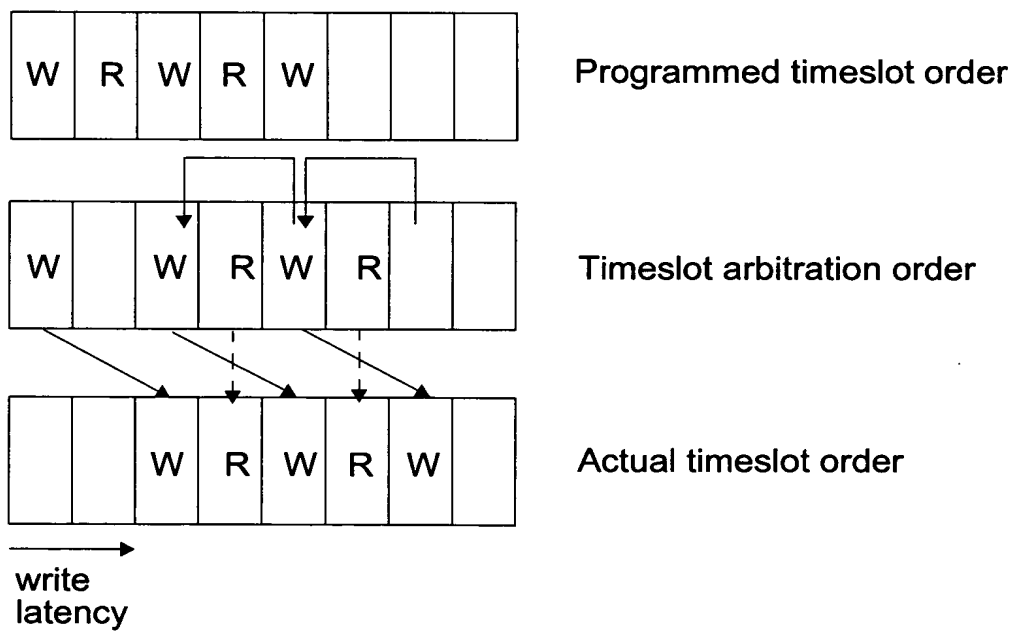 W R W R W Programmed timeslot order
W W R W R Timeslot arbitration order
W R W R W Actual timeslot order
write
latency